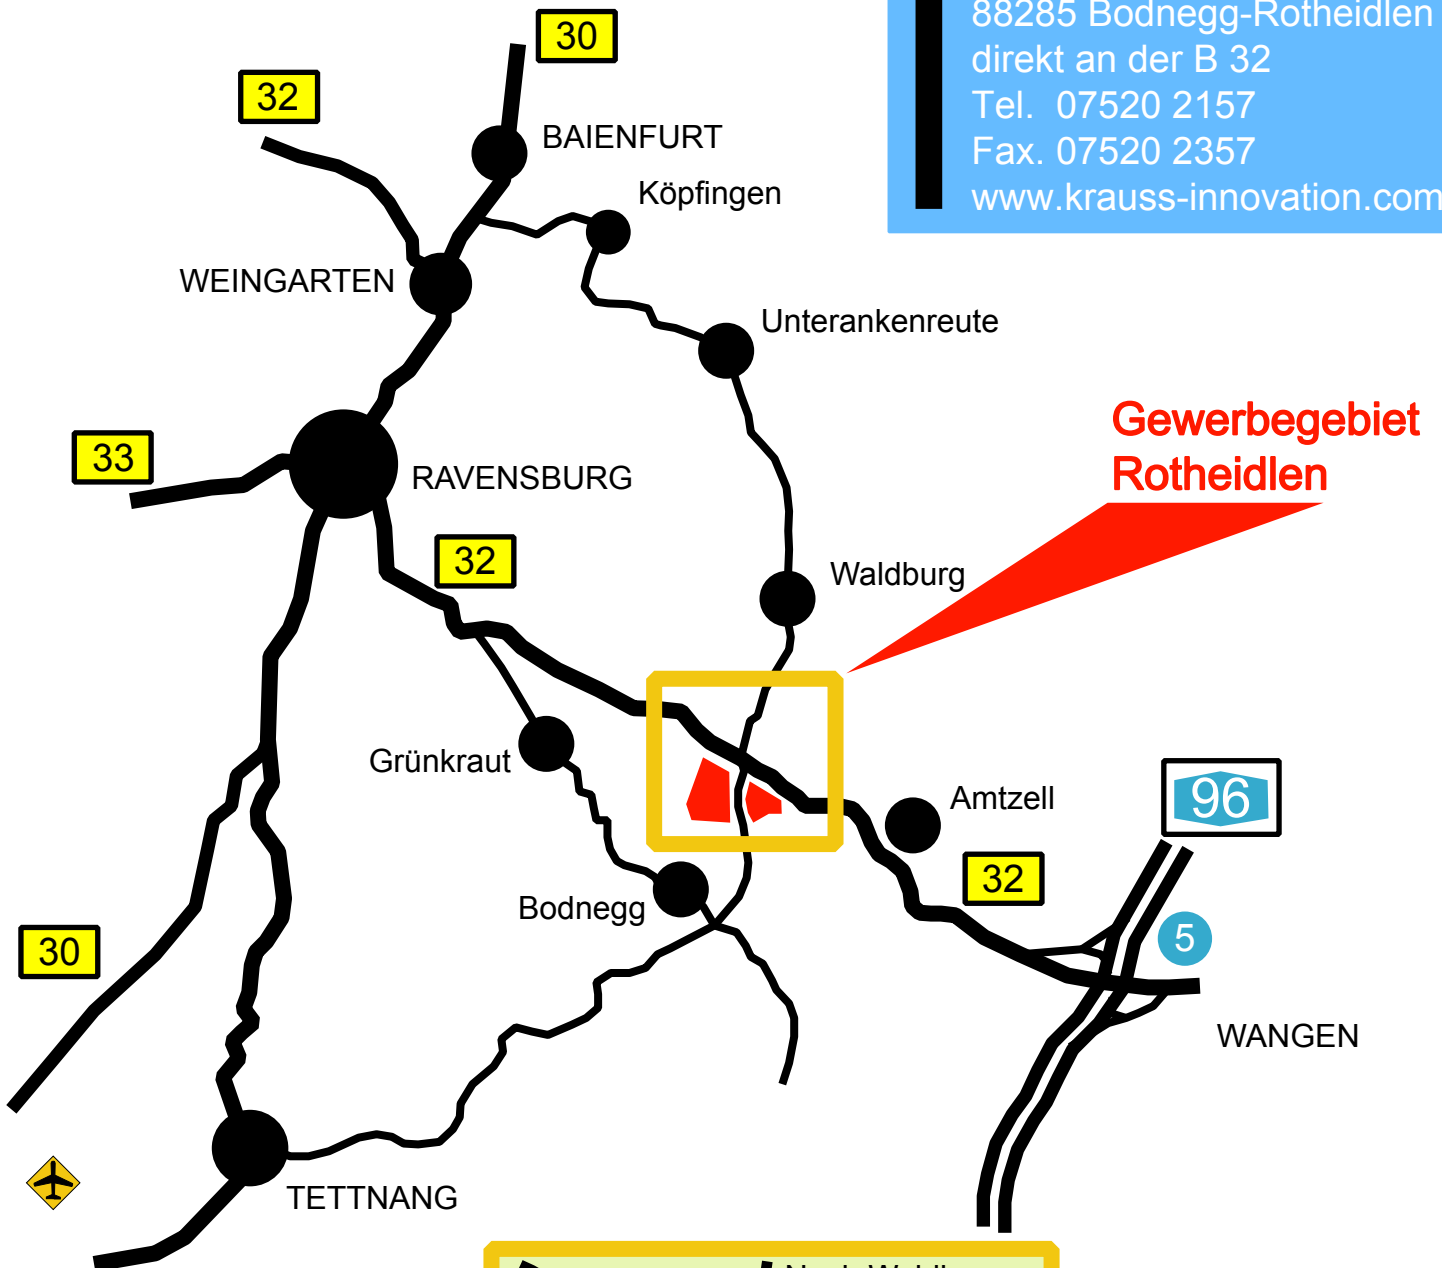 30
32
88285 Bodnegg-Rotheidlen
direkt an der B 32
Tel. 07520 2157
Fax. 07520 2357
www.krauss-innovation.com
BAIENFURT
Köpfingen
WEINGARTEN
Unterankenreute
Gewerbegebiet
Rotheidlen
33
RAVENSBURG
32
Waldburg
Grünkraut
Amtzell
96
32
Bodnegg
30
5
WANGEN
TETTNANG